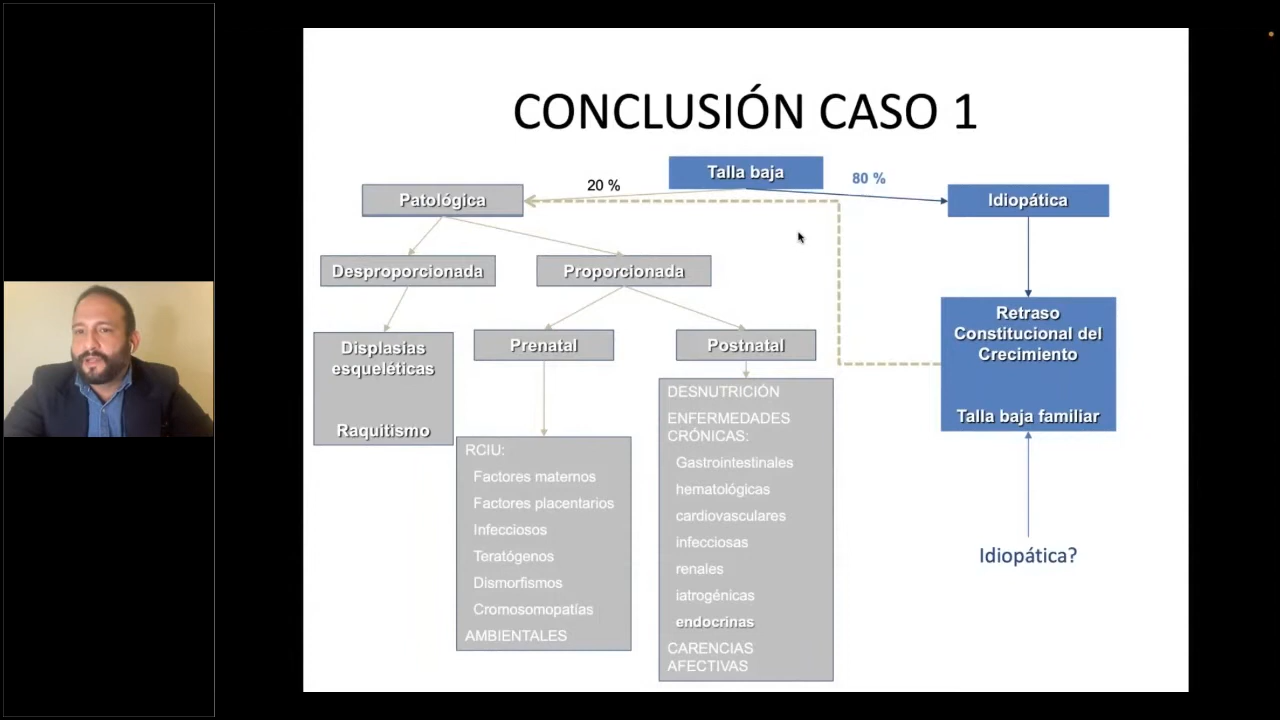 CONCLUSIÓN CASO 1
Talla baja
20 %
80 %
Patológica
Idiopática
Desproporcionada
Proporcionada
Displasias
esqueléticas
Raquitismo
Prenatal
Postnatal
RCIU:
Factores maternos
Factores placentarios
Infecciosos
Teratógenos
Dismorfismos
Cromosomopatías
AMBIENTALES
DESNUTRICIÓN
ENFERMEDADES
CRÓNICAS:
Gastrointestinales
hematológicas
cardiovasculares
infecciosas
renales
iatrogénicas
endocrinas
CARENCIAS
AFECTIVAS
Retraso
Constitucional del
Crecimiento
Talla baja familiar
Idiopática?